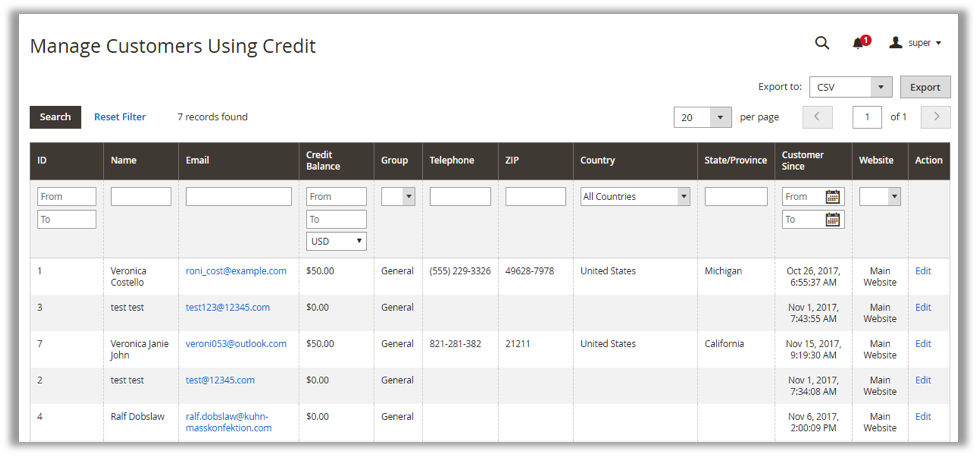 Manage Customers Using Credit
1
super
Export to: CSV Export
Search Reset Filter 7 records found 20 per page 1 of 1
ID Name Email Credit Balance Group Telephone ZIP Country State/Province Customer Since Website Action
From From All Countries From
To To To
USD
1 Veronica Costello roni_cost@example.com $50.00 General (555) 229-3326 49628-7978 United States Michigan Oct 26, 2017, 6:55:37 AM Main Website Edit
3 test test test123@12345.com $0.00 General Nov 1, 2017, 7:43:55 AM Main Website Edit
7 Veronica Janie John veroni053@outlook.com $50.00 General 821-281-382 21211 United States California Nov 15, 2017, 9:19:30 AM Main Website Edit
2 test test test@12345.com $0.00 General Nov 1, 2017, 7:34:08 AM Main Website Edit
4 Ralf Dobslaw ralf.dobslaw@kuhn-masskonfektion.com $0.00 General Nov 6, 2017, 2:00:09 PM Main Website Edit